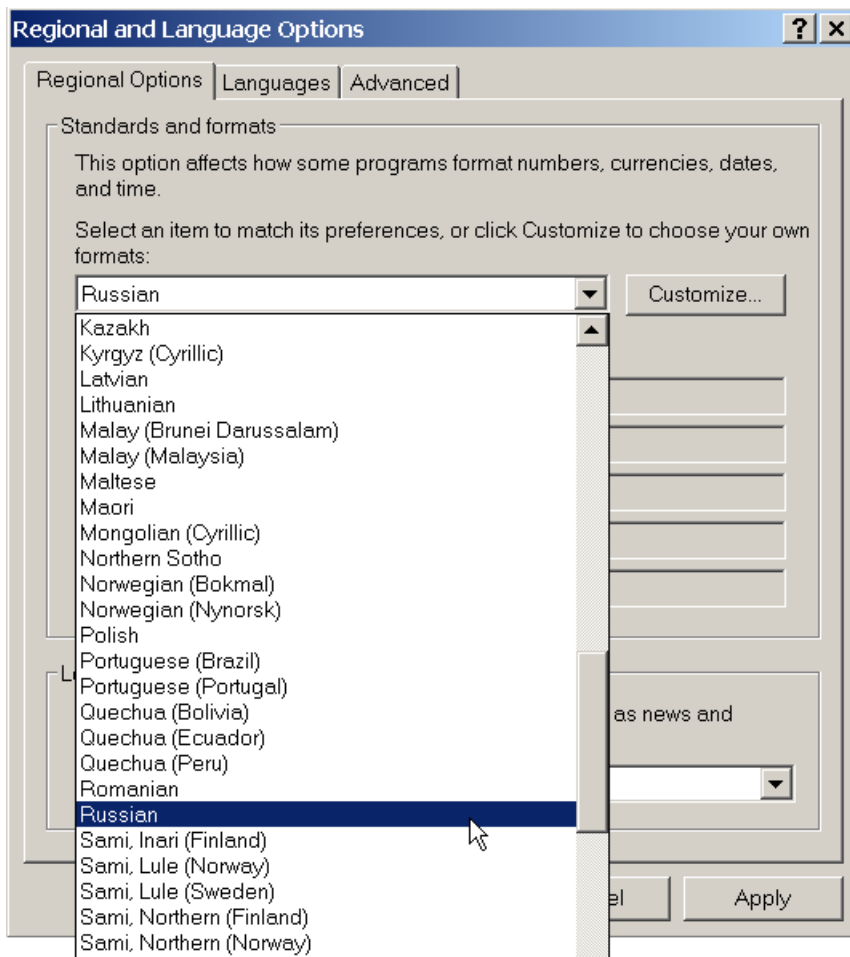 Regional and Language Options
Regional Options Languages Advanced
Standards and formats
This option affects how some programs format numbers, currencies, dates,
and time.
Select an item to match its preferences, or click Customize to choose your own
formats:
Russian Customize...
Kazakh
Kyrgyz (Cyrillic)
Latvian
Lithuanian
Malay (Brunei Darussalam)
Malay (Malaysia)
Maltese
Maori
Mongolian (Cyrillic)
Northern Sotho
Norwegian (Bokmal)
Norwegian (Nynorsk)
Polish
Portuguese (Brazil)
Portuguese (Portugal)
Quechua (Bolivia)
as news and
Quechua (Ecuador)
Quechua (Peru)
Romanian
Russian
Sami, Inari (Finland)
Sami, Lule (Norway)
Sami, Lule (Sweden)
Apply
Sami, Northern (Finland)
Sami, Northern (Norway)